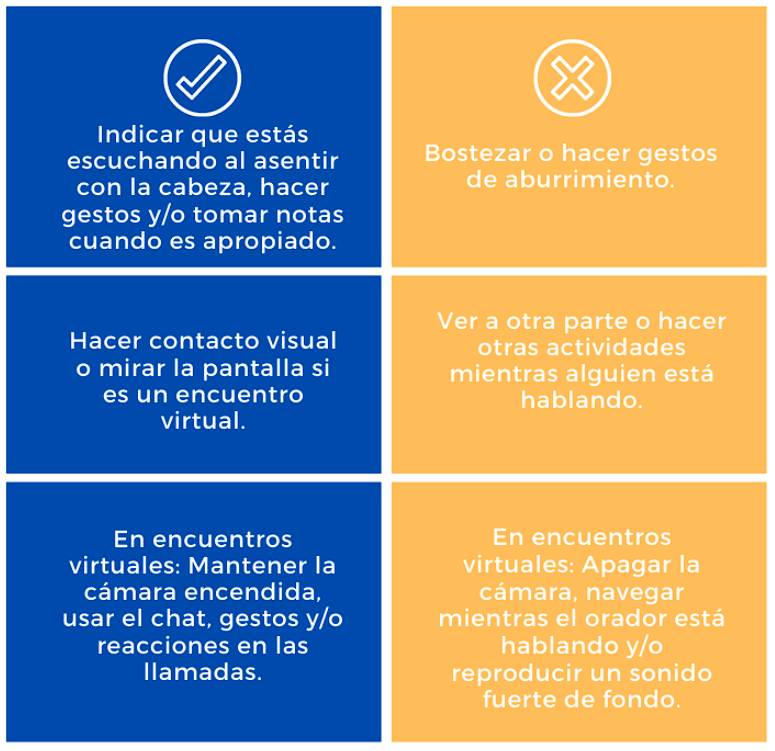 Indicar que estás
escuchando al asentir
con la cabeza, hacer
gestos y/o tomar notas
cuando es apropiado.
Bostezar o hacer gestos
de aburrimiento.
Hacer contacto visual
o mirar la pantalla si
es un encuentro
virtual.
Ver a otra parte o hacer
otras actividades
mientras alguien está
hablando.
En encuentros
virtuales: Mantener la
cámara encendida,
usar el chat, gestos y/o
reacciones en las
llamadas.
En encuentros
virtuales: Apagar la
cámara, navegar
mientras el orador está
hablando y/o
reproducir un sonido
fuerte de fondo.